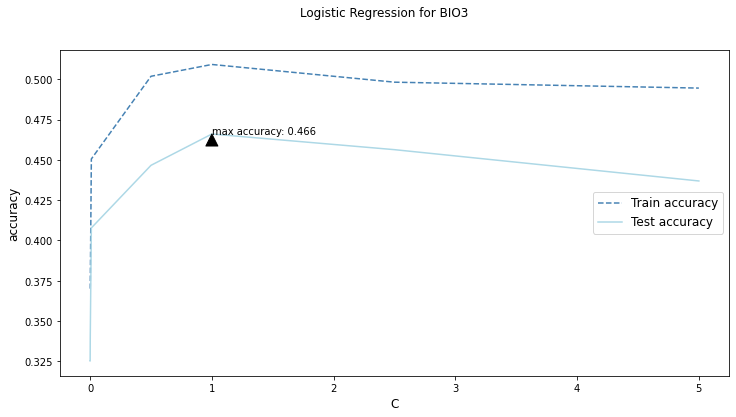 Logistic Regression for BIO3
0.500
0.475
0.450
0.425
0.400
0.375
0.350
0.325
accuracy
max accuracy: 0.466
Train accuracy
Test accuracy
0 1 2 3 4 5
C